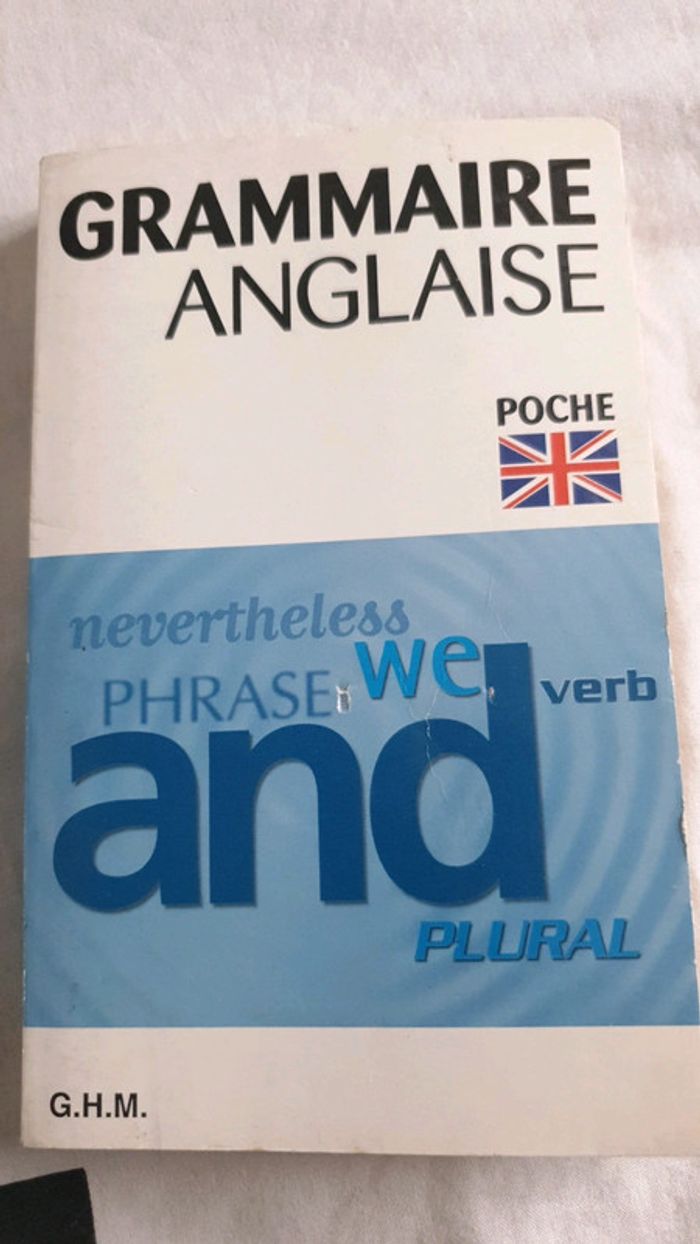 GRAMMAIRE
ANGLAISE
POCHE
nevertheless
we
PHRASE
verb
and
PLURAL
G.H.M.